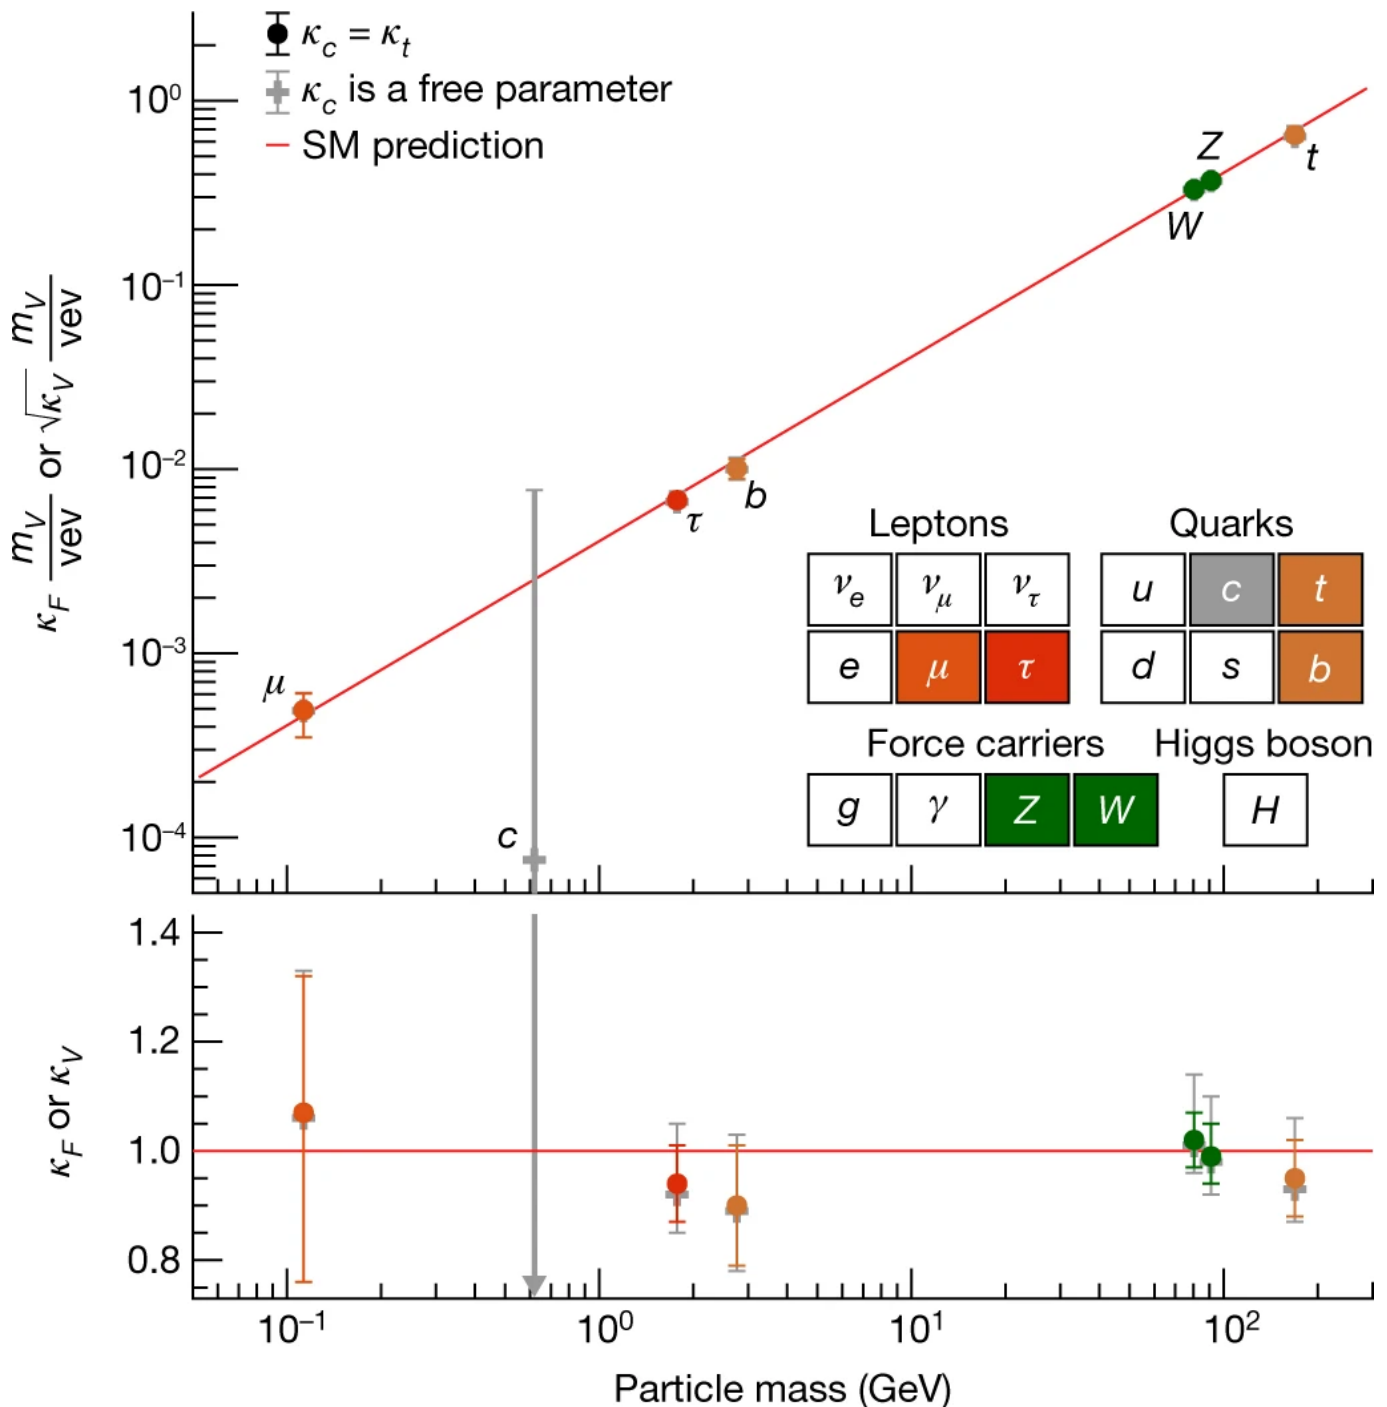 κc = κt
κc is a free parameter
SM prediction
10⁰
10⁻¹
10⁻²
10⁻³
10⁻⁴
κF mV/vev or √κV mV/vev
Z
t
W
b
τ
μ
c
Leptons
νe νμ ντ
e μ τ
Quarks
u c t
d s b
Force carriers
g γ Z W
Higgs boson
H
1.4
1.2
1.0
0.8
κF or κV
10⁻¹ 10⁰ 10¹ 10²
Particle mass (GeV)